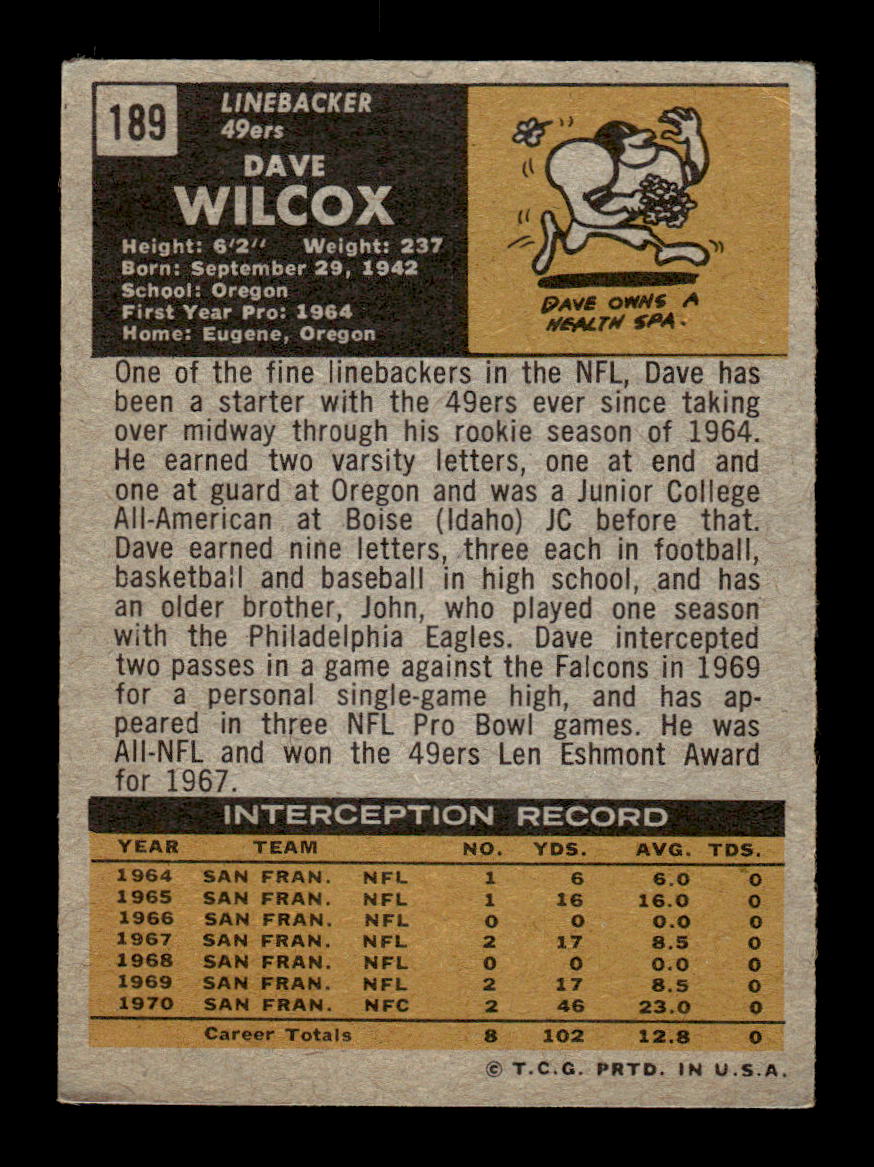 189
LINEBACKER
49ers
DAVE
WILCOX
Height: 6'2'' Weight: 237
Born: September 29, 1942
School: Oregon
First Year Pro: 1964
Home: Eugene, Oregon
DAVE OWNS A
HEALTH SPA.
One of the fine linebackers in the NFL, Dave has
been a starter with the 49ers ever since taking
over midway through his rookie season of 1964.
He earned two varsity letters, one at end and
one at guard at Oregon and was a Junior College
All-American at Boise (Idaho) JC before that.
Dave earned nine letters, three each in football,
basketball and baseball in high school, and has
an older brother, John, who played one season
with the Philadelphia Eagles. Dave intercepted
two passes in a game against the Falcons in 1969
for a personal single-game high, and has ap-
peared in three NFL Pro Bowl games. He was
All-NFL and won the 49ers Len Eshmont Award
for 1967.
INTERCEPTION RECORD
YEAR TEAM NO. YDS. AVG. TDS.
1964 SAN FRAN. NFL 1 6 6.0 0
1965 SAN FRAN. NFL 1 16 16.0 0
1966 SAN FRAN. NFL 0 0 0.0 0
1967 SAN FRAN. NFL 2 17 8.5 0
1968 SAN FRAN. NFL 0 0 0.0 0
1969 SAN FRAN. NFL 2 17 8.5 0
1970 SAN FRAN. NFC 2 46 23.0 0
Career Totals 8 102 12.8 0
© T.C.G. PRTD. IN U.S.A.